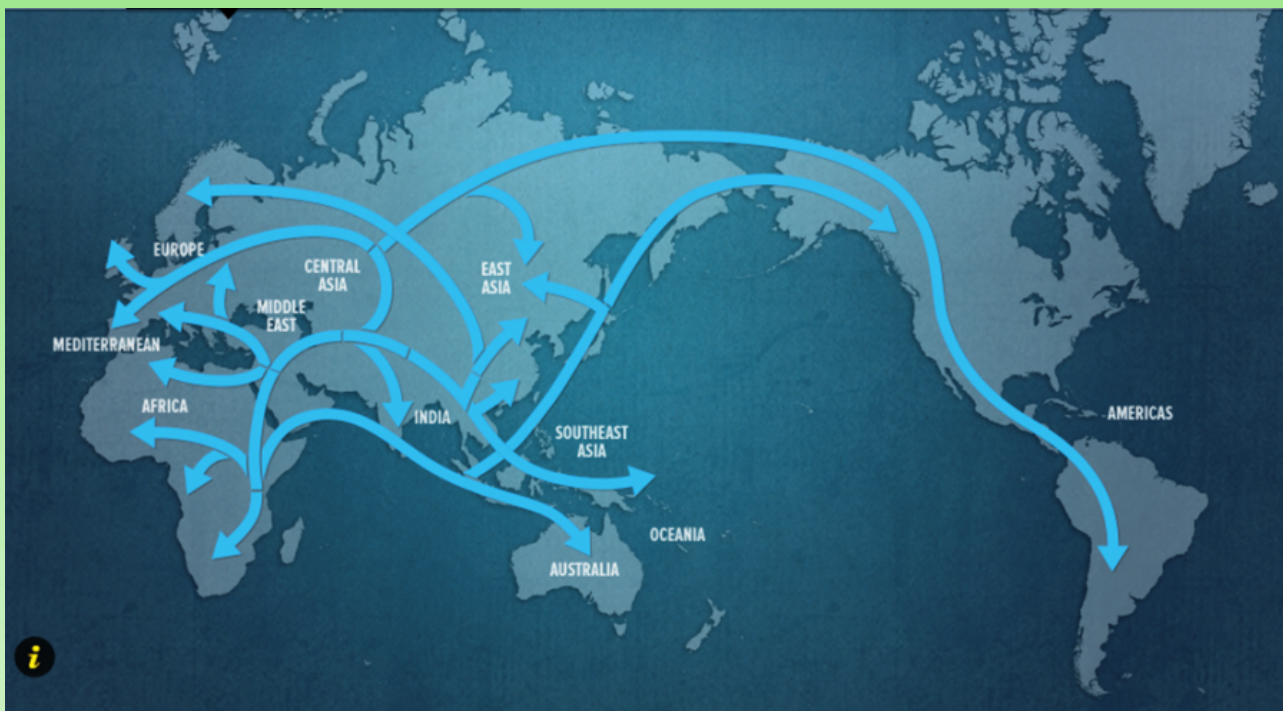 EUROPE
CENTRAL
ASIA
EAST
ASIA
MIDDLE
EAST
MEDITERRANEAN
AFRICA
INDIA
SOUTHEAST
ASIA
AMERICAS
OCEANIA
AUSTRALIA
i